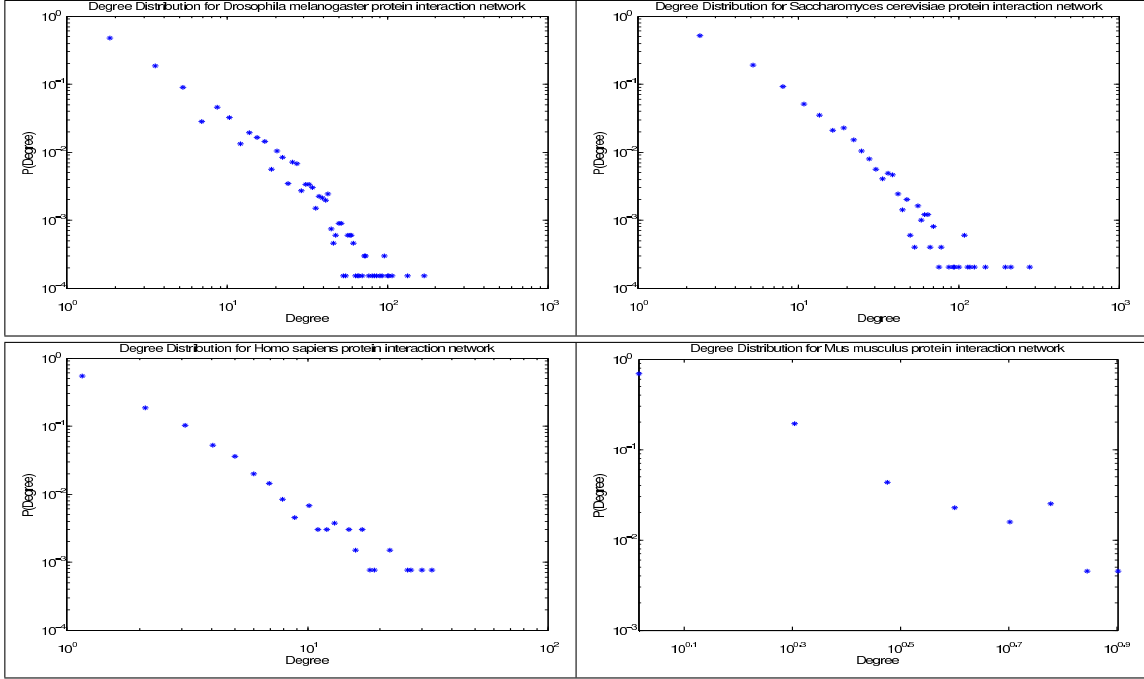 Degree Distribution for Drosophila melanogaster protein interaction network
10^0
10^-1
10^-2
10^-3
10^-4
P(Degree)
10^0 10^1 10^2 10^3
Degree
Degree Distribution for Saccharomyces cerevisiae protein interaction network
10^0
10^-1
10^-2
10^-3
10^-4
P(Degree)
10^0 10^1 10^2 10^3
Degree
Degree Distribution for Homo sapiens protein interaction network
10^0
10^-1
10^-2
10^-3
10^-4
P(Degree)
10^0 10^1 10^2
Degree
Degree Distribution for Mus musculus protein interaction network
10^0
10^-1
10^-2
10^-3
P(Degree)
10^0.1 10^0.3 10^0.5 10^0.7 10^0.9
Degree